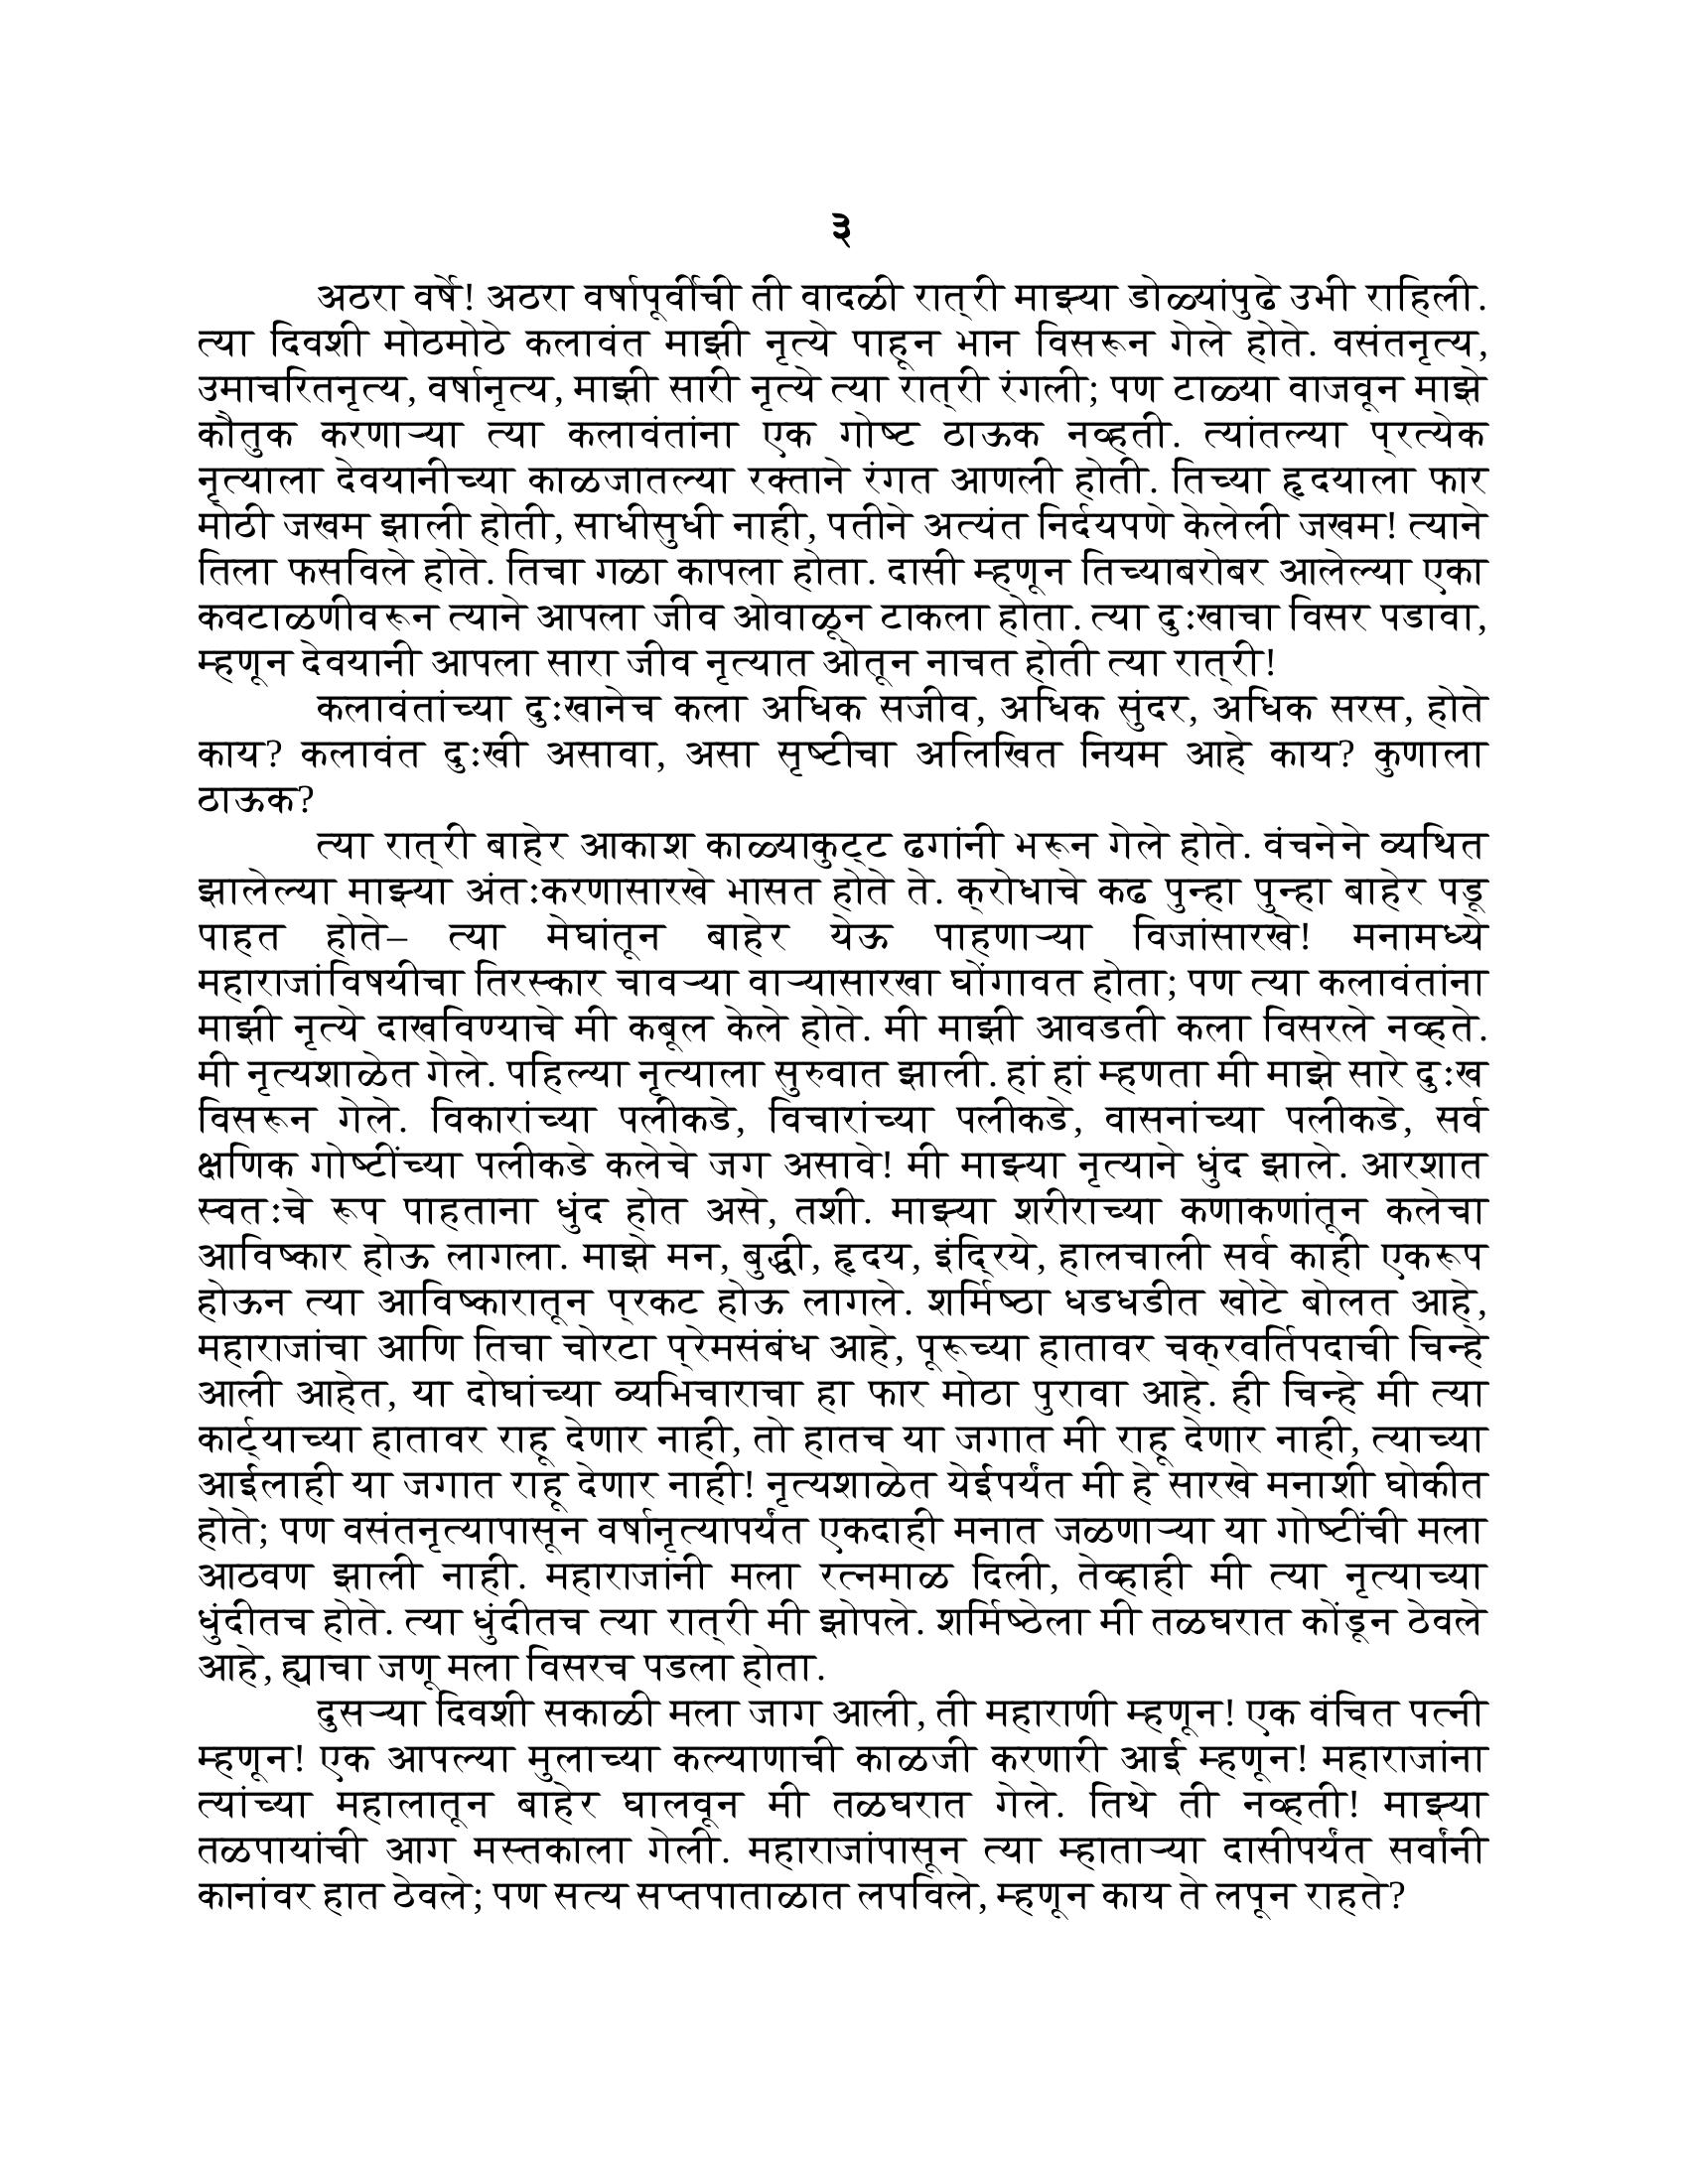 ३
अठरा वर्षे! अठरा वर्षापूर्वीची ती वादळी रात्री माझ्या डोळ्यांपुढे उभी राहिली.
त्या दिवशी मोठमोठे कलावंत माझी नृत्ये पाहून भान विसरून गेले होते. वसंतनृत्य,
उमाचरितनृत्य, वर्षानृत्य, माझी सारी नृत्ये त्या रात्री रंगली; पण टाळ्या वाजवून माझे
कौतुक करणाऱ्या त्या कलावंतांना एक गोष्ट ठाऊक नव्हती. त्यांतल्या प्रत्येक
नृत्याला देवयानीच्या काळजातल्या रक्ताने रंगत आणली होती. तिच्या हृदयाला फार
मोठी जखम झाली होती, साधीसुधी नाही, पतीने अत्यंत निर्दयपणे केलेली जखम! त्याने
तिला फसविले होते. तिचा गळा कापला होता. दासी म्हणून तिच्याबरोबर आलेल्या एका
कवटाळणीवरून त्याने आपला जीव ओवाळून टाकला होता. त्या दुःखाचा विसर पडावा,
म्हणून देवयानी आपला सारा जीव नृत्यात ओतून नाचत होती त्या रात्री!
कलावंतांच्या दुःखानेच कला अधिक सजीव, अधिक सुंदर, अधिक सरस, होते
काय? कलावंत दुःखी असावा, असा सृष्टीचा अलिखित नियम आहे काय? कुणाला
ठाऊक?
त्या रात्री बाहेर आकाश काळ्याकुट्ट ढगांनी भरून गेले होते. वंचनेने व्यथित
झालेल्या माझ्या अंतःकरणासारखे भासत होते ते. क्रोधाचे कढ पुन्हा पुन्हा बाहेर पडू
पाहत होते– त्या मेघांतून बाहेर येऊ पाहणाऱ्या विजांसारखे! मनामध्ये
महाराजांविषयीचा तिरस्कार चावऱ्या वाऱ्यासारखा घोंगावत होता; पण त्या कलावंतांना
माझी नृत्ये दाखविण्याचे मी कबूल केले होते. मी माझी आवडती कला विसरले नव्हते.
मी नृत्यशाळेत गेले. पहिल्या नृत्याला सुरुवात झाली. हां हां म्हणता मी माझे सारे दुःख
विसरून गेले. विकारांच्या पलीकडे, विचारांच्या पलीकडे, वासनांच्या पलीकडे, सर्व
क्षणिक गोष्टींच्या पलीकडे कलेचे जग असावे! मी माझ्या नृत्याने धुंद झाले. आरशात
स्वतःचे रूप पाहताना धुंद होत असे, तशी. माझ्या शरीराच्या कणाकणांतून कलेचा
आविष्कार होऊ लागला. माझे मन, बुद्धी, हृदय, इंद्रिये, हालचाली सर्व काही एकरूप
होऊन त्या आविष्कारातून प्रकट होऊ लागले. शर्मिष्ठा धडधडीत खोटे बोलत आहे,
महाराजांचा आणि तिचा चोरटा प्रेमसंबंध आहे, पूरूच्या हातावर चक्रवर्तिपदाची चिन्हे
आली आहेत, या दोघांच्या व्यभिचाराचा हा फार मोठा पुरावा आहे. ही चिन्हे मी त्या
कार्ट्याच्या हातावर राहू देणार नाही, तो हातच या जगात मी राहू देणार नाही, त्याच्या
आईलाही या जगात राहू देणार नाही! नृत्यशाळेत येईपर्यंत मी हे सारखे मनाशी घोकीत
होते; पण वसंतनृत्यापासून वर्षानृत्यापर्यंत एकदाही मनात जळणाऱ्या या गोष्टींची मला
आठवण झाली नाही. महाराजांनी मला रत्नमाळ दिली, तेव्हाही मी त्या नृत्याच्या
धुंदीतच होते. त्या धुंदीतच त्या रात्री मी झोपले. शर्मिष्ठेला मी तळघरात कोंडून ठेवले
आहे, ह्याचा जणू मला विसरच पडला होता.
दुसऱ्या दिवशी सकाळी मला जाग आली, ती महाराणी म्हणून! एक वंचित पत्नी
म्हणून! एक आपल्या मुलाच्या कल्याणाची काळजी करणारी आई म्हणून! महाराजांना
त्यांच्या महालातून बाहेर घालवून मी तळघरात गेले. तिथे ती नव्हती! माझ्या
तळपायांची आग मस्तकाला गेली. महाराजांपासून त्या म्हाताऱ्या दासीपर्यंत सर्वांनी
कानांवर हात ठेवले; पण सत्य सप्तपाताळात लपविले, म्हणून काय ते लपून राहते?